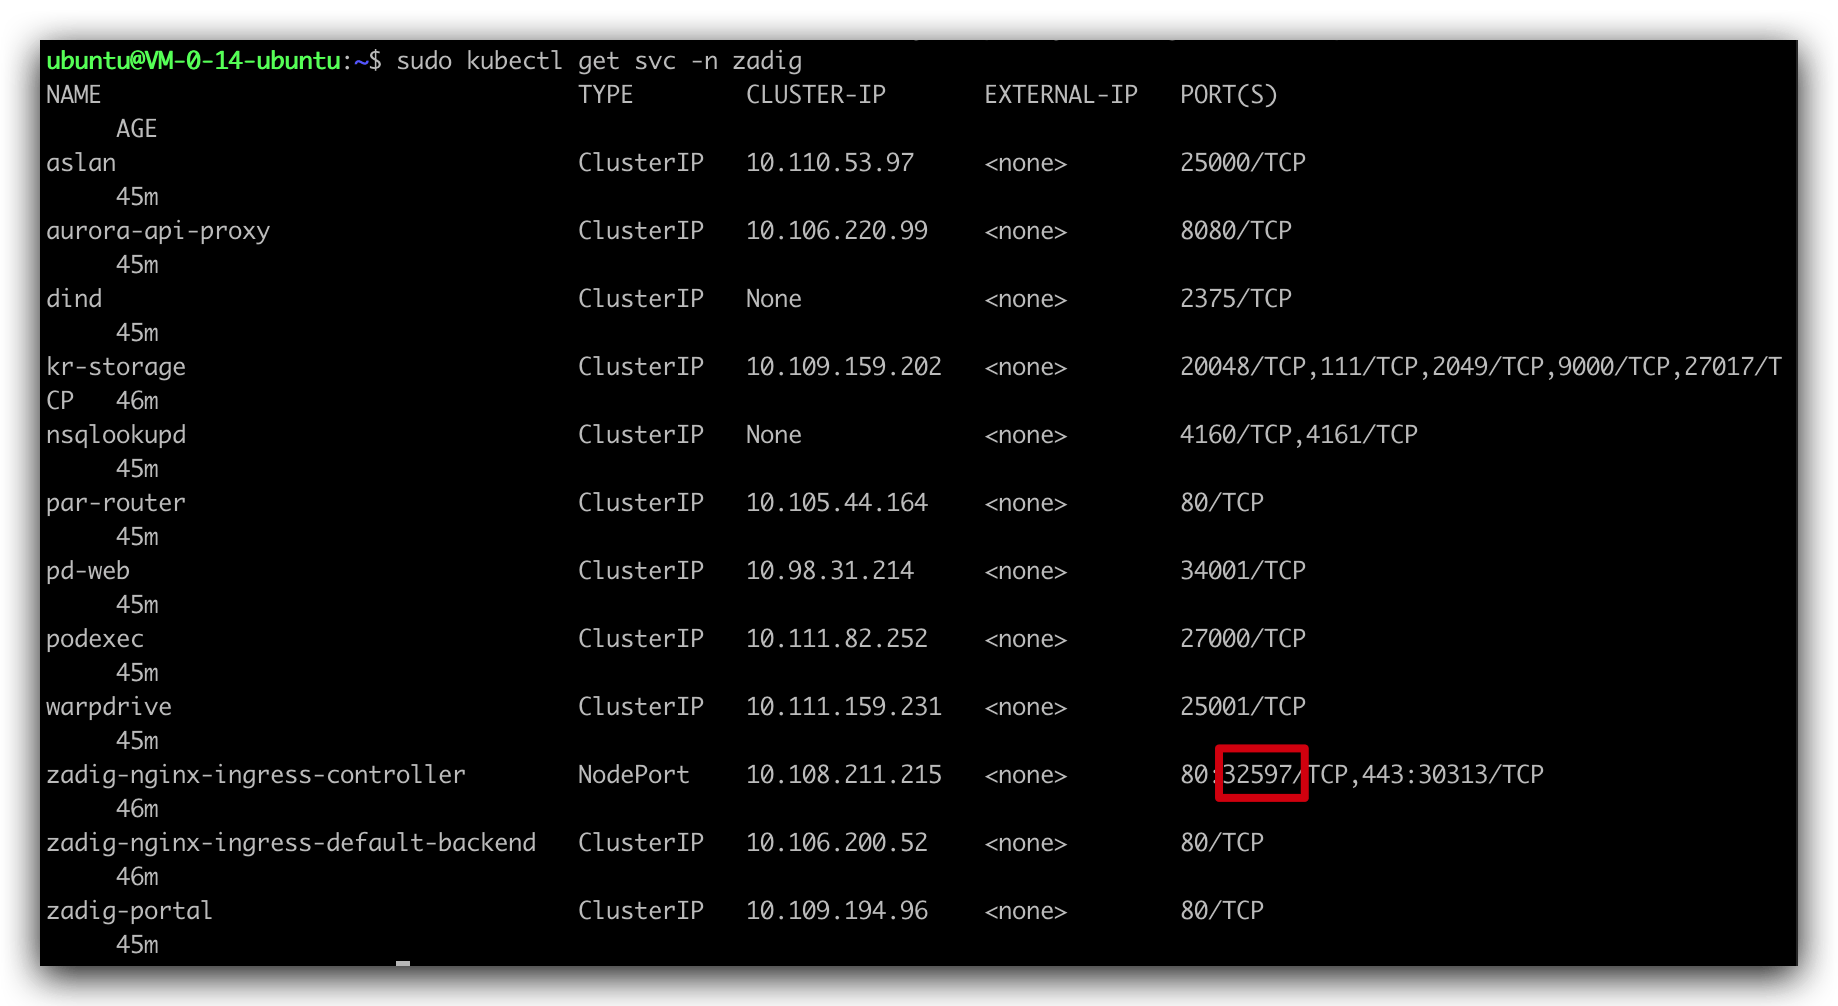 ubuntu@VM-0-14-ubuntu:~$ sudo kubectl get svc -n zadig
NAME                                  TYPE        CLUSTER-IP       EXTERNAL-IP   PORT(S)
     AGE
aslan                                 ClusterIP   10.110.53.97     <none>        25000/TCP
     45m
aurora-api-proxy                      ClusterIP   10.106.220.99    <none>        8080/TCP
     45m
dind                                  ClusterIP   None             <none>        2375/TCP
     45m
kr-storage                            ClusterIP   10.109.159.202   <none>        20048/TCP,111/TCP,2049/TCP,9000/TCP,27017/T
CP   46m
nsqlookupd                            ClusterIP   None             <none>        4160/TCP,4161/TCP
     45m
par-router                            ClusterIP   10.105.44.164    <none>        80/TCP
     45m
pd-web                                ClusterIP   10.98.31.214     <none>        34001/TCP
     45m
podexec                               ClusterIP   10.111.82.252    <none>        27000/TCP
     45m
warpdrive                             ClusterIP   10.111.159.231   <none>        25001/TCP
     45m
zadig-nginx-ingress-controller        NodePort    10.108.211.215   <none>        80:32597/TCP,443:30313/TCP
     46m
zadig-nginx-ingress-default-backend   ClusterIP   10.106.200.52    <none>        80/TCP
     46m
zadig-portal                          ClusterIP   10.109.194.96    <none>        80/TCP
     45m